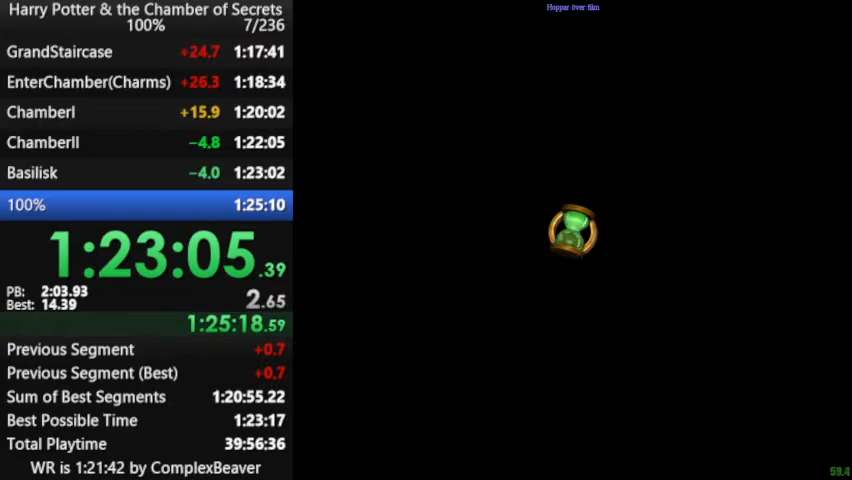 Harry Potter & the Chamber of Secrets
100% 7/236
GrandStaircase +24.7 1:17:41
EnterChamber(Charms) +26.3 1:18:34
ChamberI +15.9 1:20:02
ChamberII −4.8 1:22:05
Basilisk −4.0 1:23:02
100% 1:25:10
1:23:05.39
PB: 2:03.93
Best: 14.39
2.65
1:25:18.59
Previous Segment +0.7
Previous Segment (Best) +0.7
Sum of Best Segments 1:20:55.22
Best Possible Time 1:23:17
Total Playtime 39:56:36
WR is 1:21:42 by ComplexBeaver
Hoppar över film
59.4